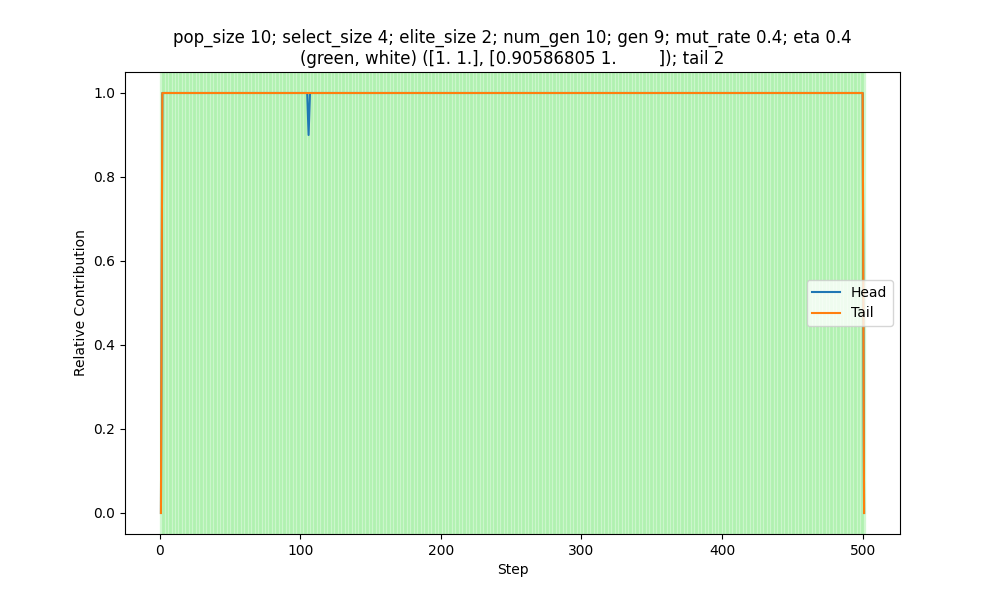 pop_size 10; select_size 4; elite_size 2; num_gen 10; gen 9; mut_rate 0.4; eta 0.4
(green, white) ([1. 1.], [0.90586805 1.        ]); tail 2
Relative Contribution
1.0
0.8
0.6
0.4
0.2
0.0
Head
Tail
0
100
200
300
400
500
Step